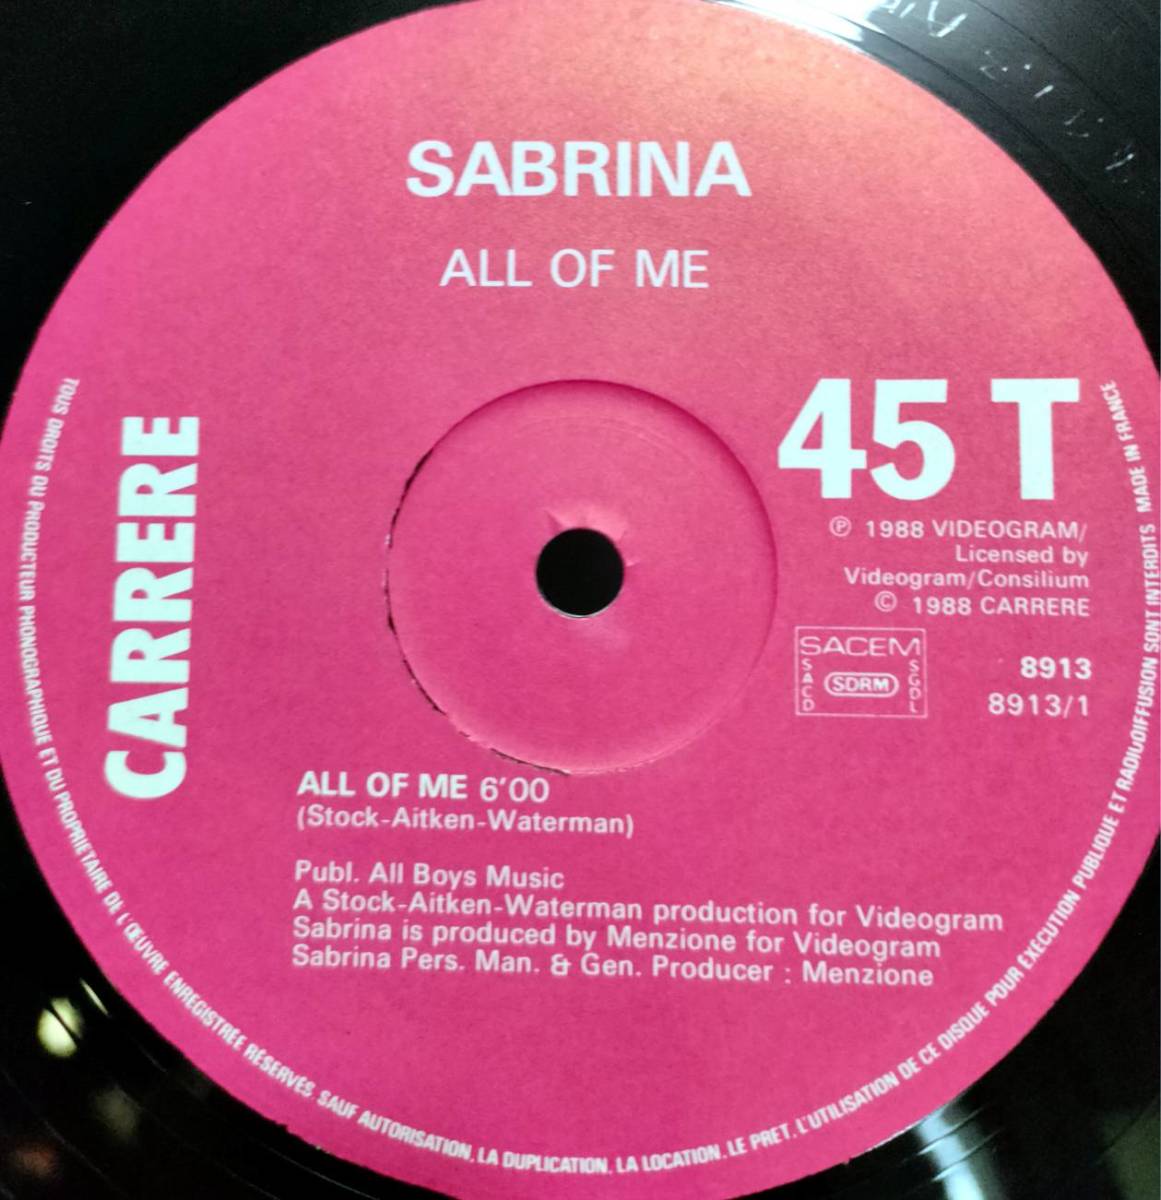 SABRINA
ALL OF ME
CARRERE
45 T
℗ 1988 VIDEOGRAM/
Licensed by
Videogram/Consilium
© 1988 CARRERE
SACEM
SACD
SDRM
SGDL
8913
8913/1
ALL OF ME 6'00
(Stock-Aitken-Waterman)
Publ. All Boys Music
A Stock-Aitken-Waterman production for Videogram
Sabrina is produced by Menzione for Videogram
Sabrina Pers. Man. & Gen. Producer : Menzione
TOUS DROITS DU PRODUCTEUR PHONOGRAPHIQUE ET DU PROPRIETAIRE DE L'ŒUVRE ENREGISTRÉE RÉSERVÉS. SAUF AUTORISATION, LA DUPLICATION, LA LOCATION, LE PRET, L'UTILISATION DE CE DISQUE POUR EXÉCUTION PUBLIQUE ET RADIODIFFUSION SONT INTERDITS MADE IN FRANCE